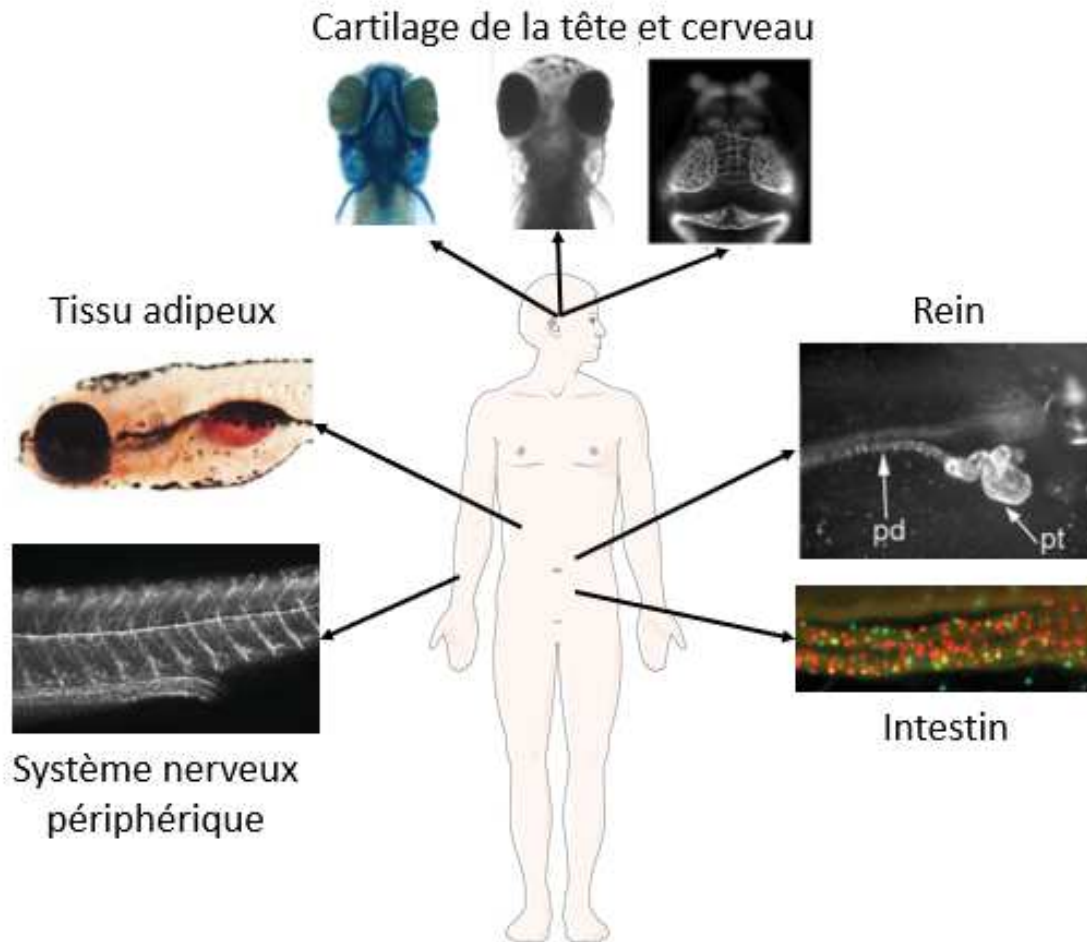 Cartilage de la tête et cerveau
Tissu adipeux
Rein
pd
pt
Système nerveux
périphérique
Intestin